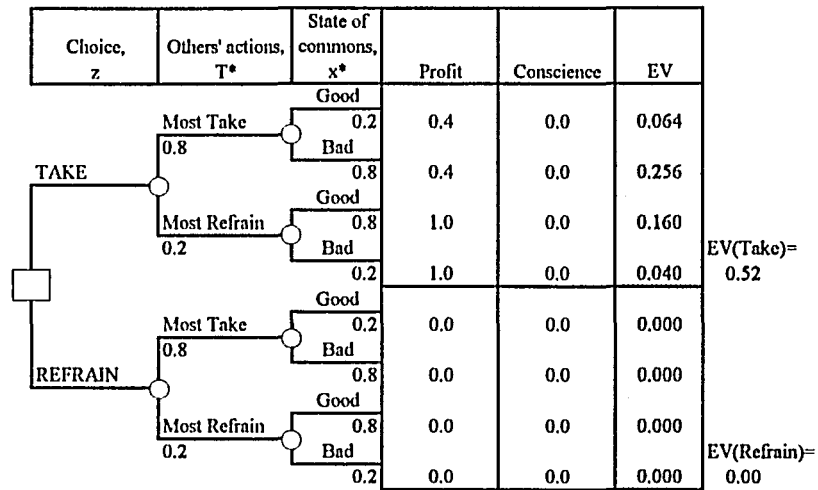 Choice, z
Others' actions, T*
State of commons, x*
Profit
Conscience
EV
Good
Most Take 0.2 0.4 0.0 0.064
0.8 Bad
TAKE 0.8 0.4 0.0 0.256
Good
Most Refrain 0.8 1.0 0.0 0.160
0.2 Bad EV(Take)=
0.2 1.0 0.0 0.040 0.52
Good
Most Take 0.2 0.0 0.0 0.000
0.8 Bad
REFRAIN 0.8 0.0 0.0 0.000
Good
Most Refrain 0.8 0.0 0.0 0.000
0.2 Bad EV(Refrain)=
0.2 0.0 0.0 0.000 0.00